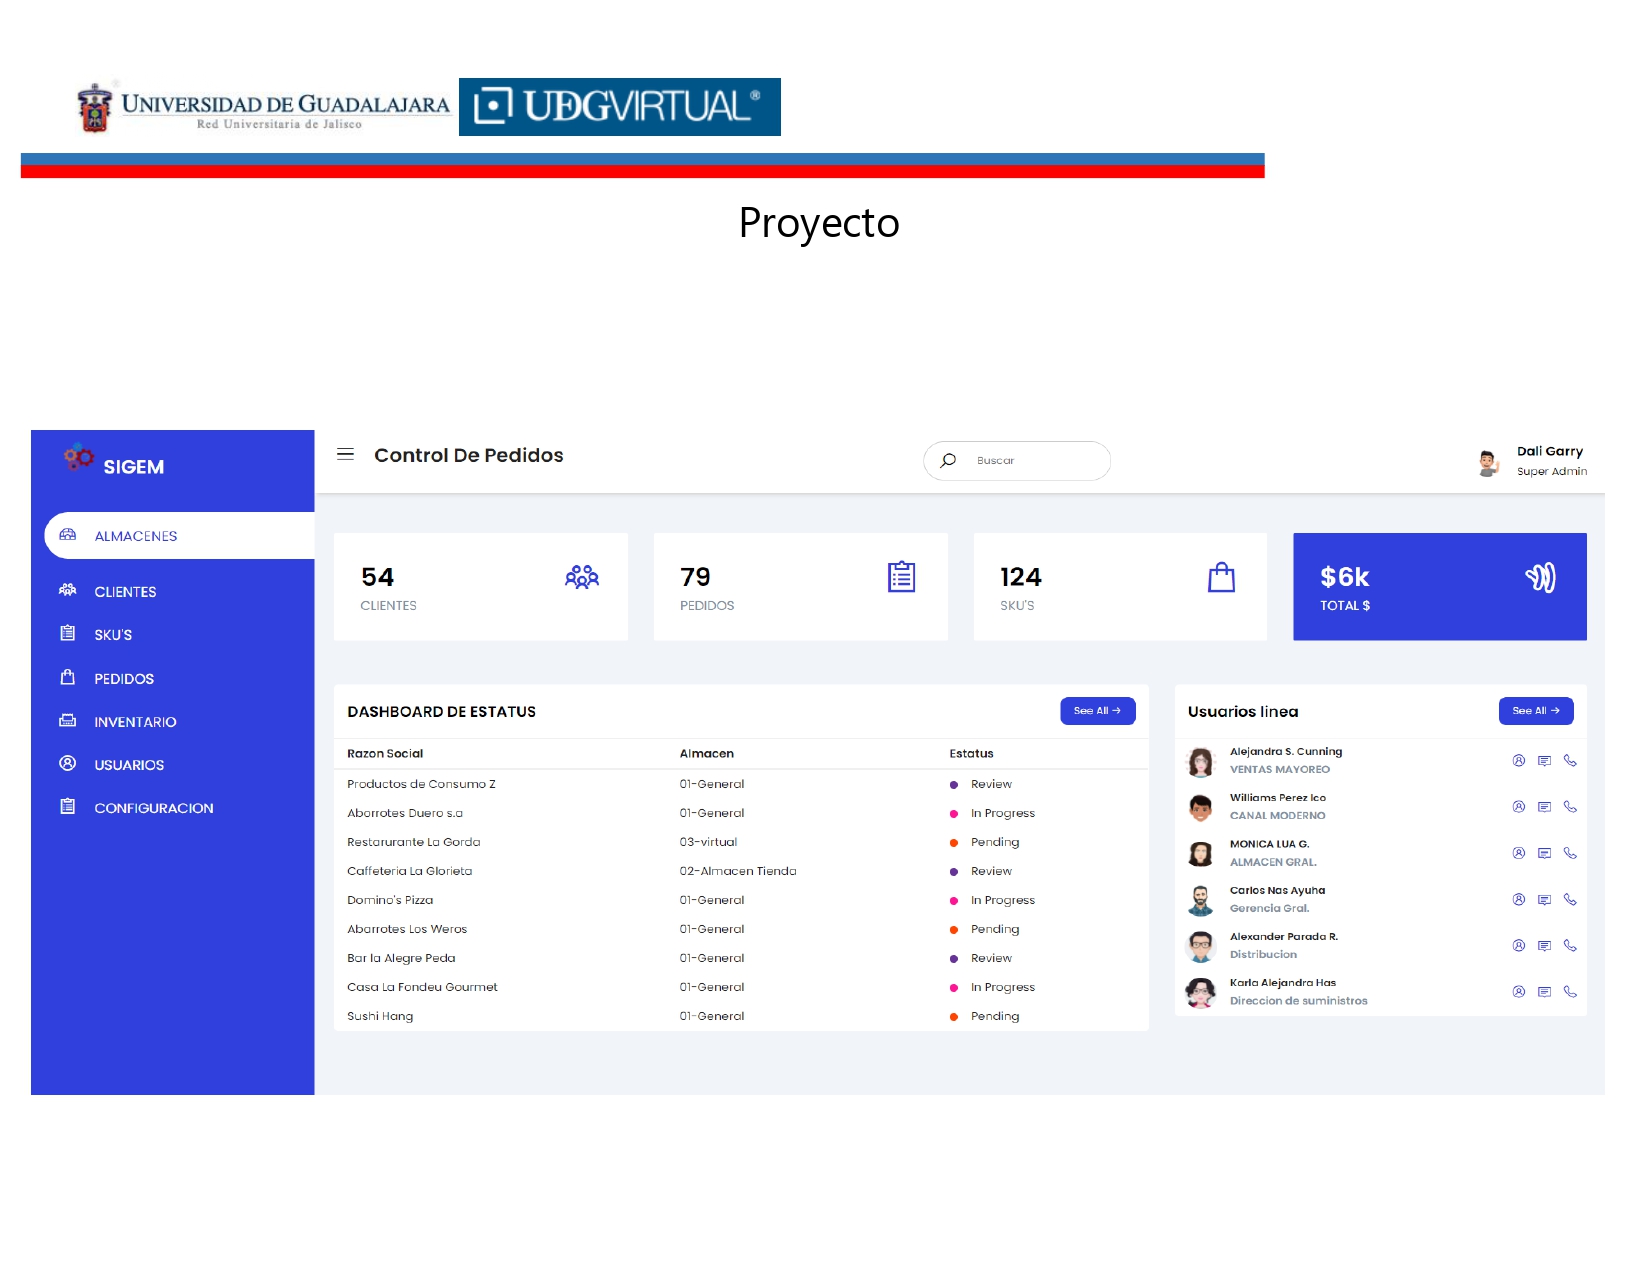 UNIVERSIDAD DE GUADALAJARA
Red Universitaria de Jalisco
UDGVIRTUAL®
Proyecto
SIGEM
ALMACENES
CLIENTES
SKU'S
PEDIDOS
INVENTARIO
USUARIOS
CONFIGURACION
Control De Pedidos
Buscar
Dali Garry
Super Admin
54
CLIENTES
79
PEDIDOS
124
SKU'S
$6k
TOTAL $
DASHBOARD DE ESTATUS
See All →
Razon Social Almacen Estatus
Productos de Consumo Z 01-General Review
Aborrotes Duero s.a 01-General In Progress
Restarurante La Gorda 03-virtual Pending
Caffeteria La Glorieta 02-Almacen Tienda Review
Domino's Pizza 01-General In Progress
Abarrotes Los Weros 01-General Pending
Bar la Alegre Peda 01-General Review
Casa La Fondeu Gourmet 01-General In Progress
Sushi Hang 01-General Pending
Usuarios linea
See All →
Alejandra S. Cunning
VENTAS MAYOREO
Williams Perez Ico
CANAL MODERNO
MONICA LUA G.
ALMACEN GRAL.
Carlos Nas Ayuha
Gerencia Gral.
Alexander Parada R.
Distribucion
Karla Alejandra Has
Direccion de suministros